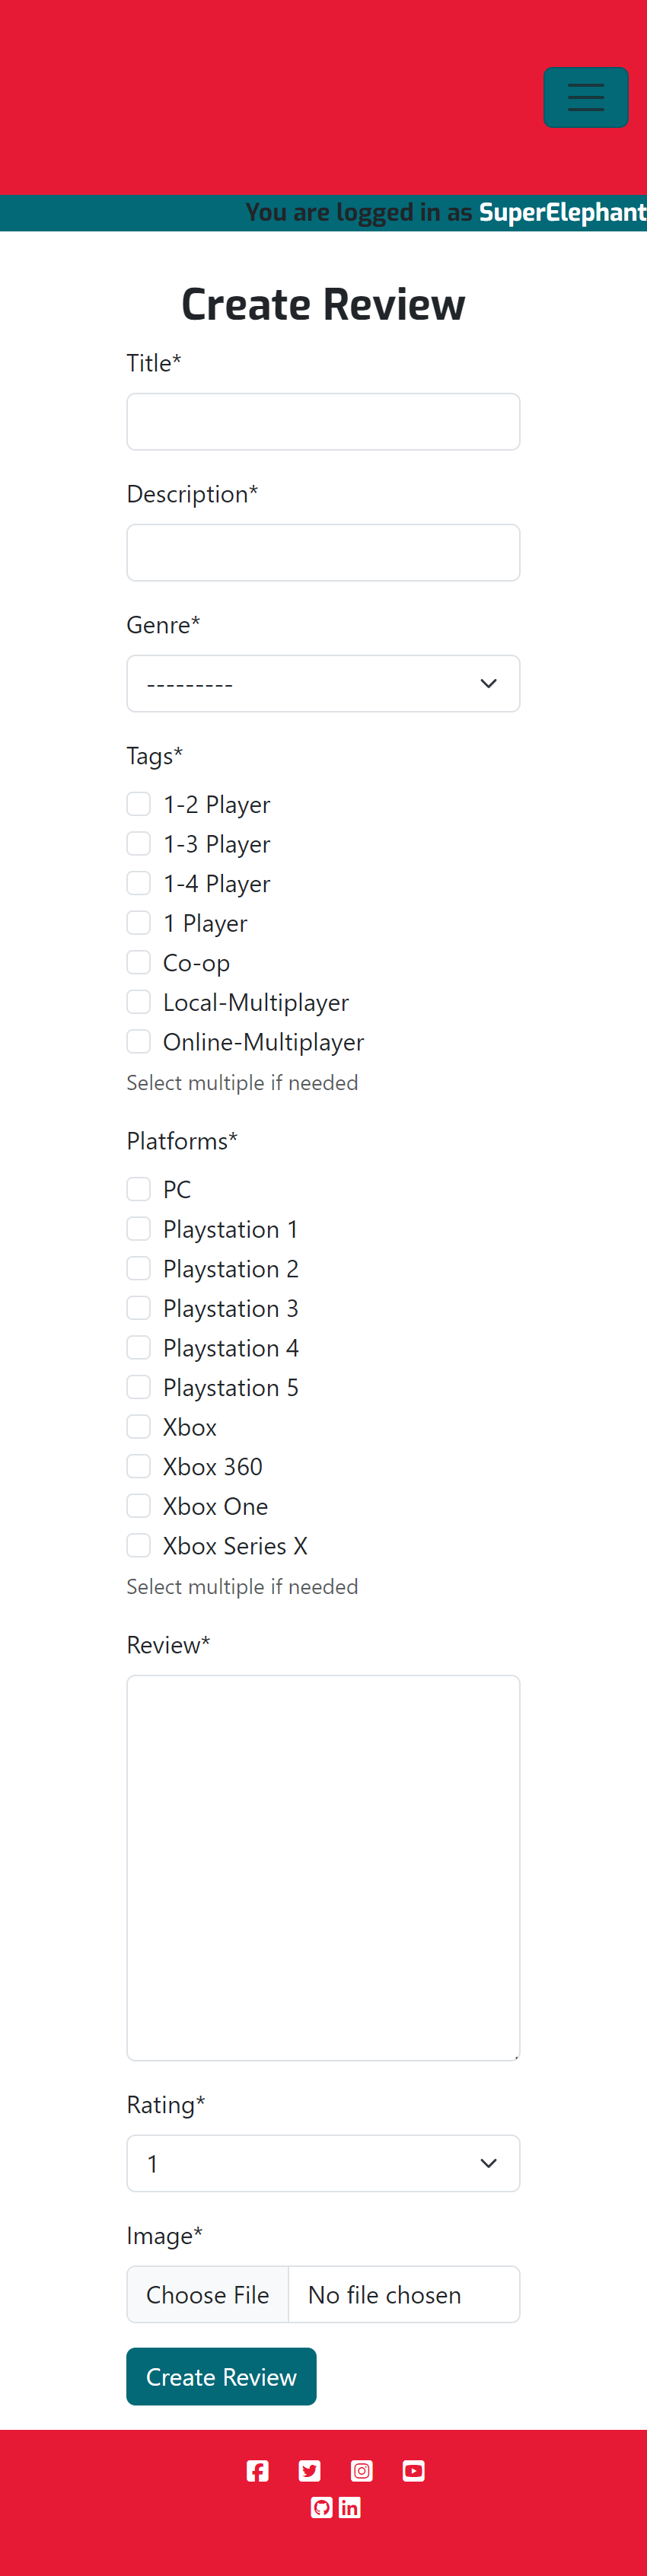 You are logged in as SuperElephant
Create Review
Title*
Description*
Genre*
---------
Tags*
1-2 Player
1-3 Player
1-4 Player
1 Player
Co-op
Local-Multiplayer
Online-Multiplayer
Select multiple if needed
Platforms*
PC
Playstation 1
Playstation 2
Playstation 3
Playstation 4
Playstation 5
Xbox
Xbox 360
Xbox One
Xbox Series X
Select multiple if needed
Review*
Rating*
1
Image*
Choose File No file chosen
Create Review